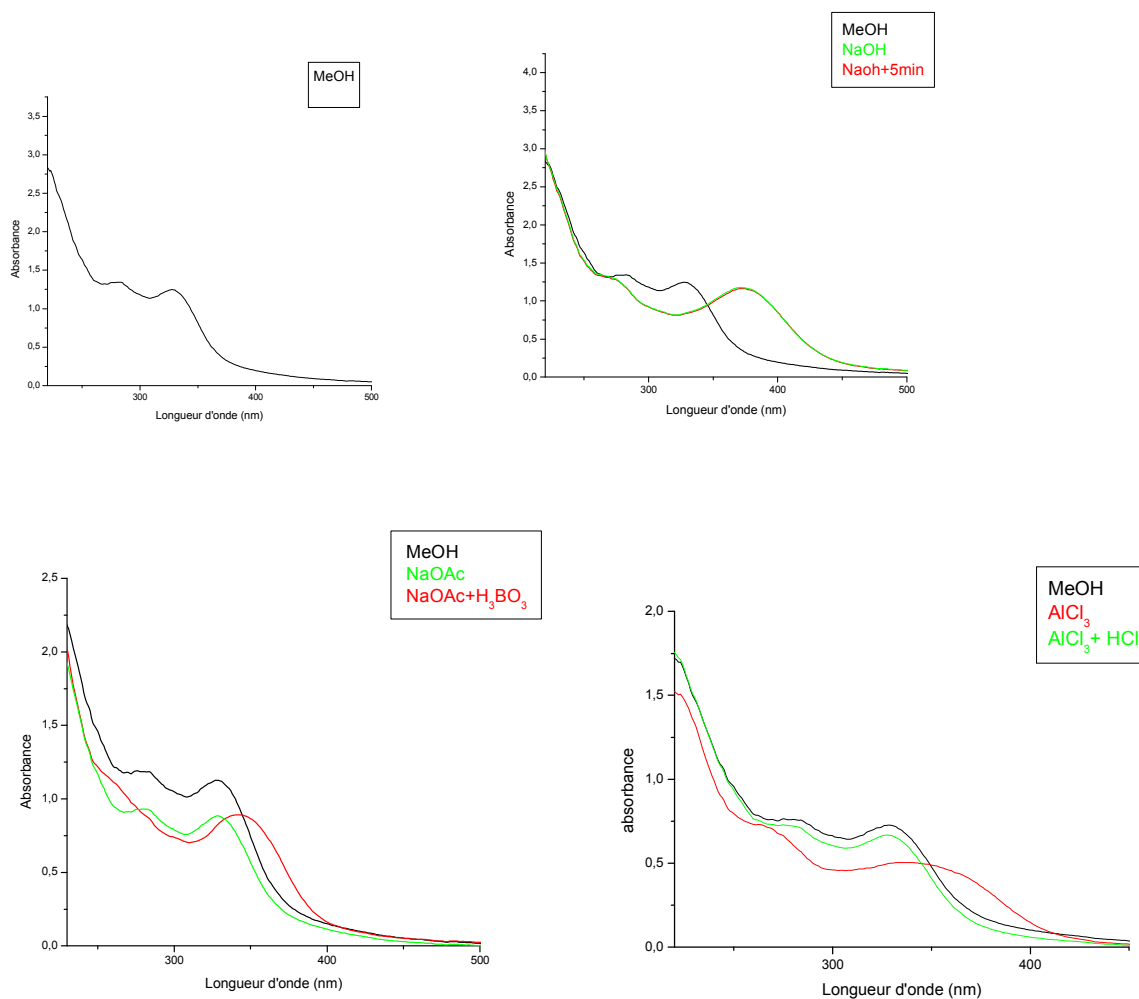 MeOH
3,5
3,0
2,5
2,0
1,5
1,0
0,5
0,0
Absorbance
300
400
500
Longueur d'onde (nm)
MeOH
NaOH
Naoh+5min
4,0
3,5
3,0
2,5
2,0
1,5
1,0
0,5
0,0
Absorbance
300
400
500
Longueur d'onde (nm)
MeOH
NaOAc
NaOAc+H₃BO₃
2,5
2,0
1,5
1,0
0,5
0,0
Absorbance
300
400
500
Longueur d'onde (nm)
MeOH
AlCl₃
AlCl₃+ HCl
2,0
1,5
1,0
0,5
0,0
absorbance
300
400
Longueur d'onde (nm)